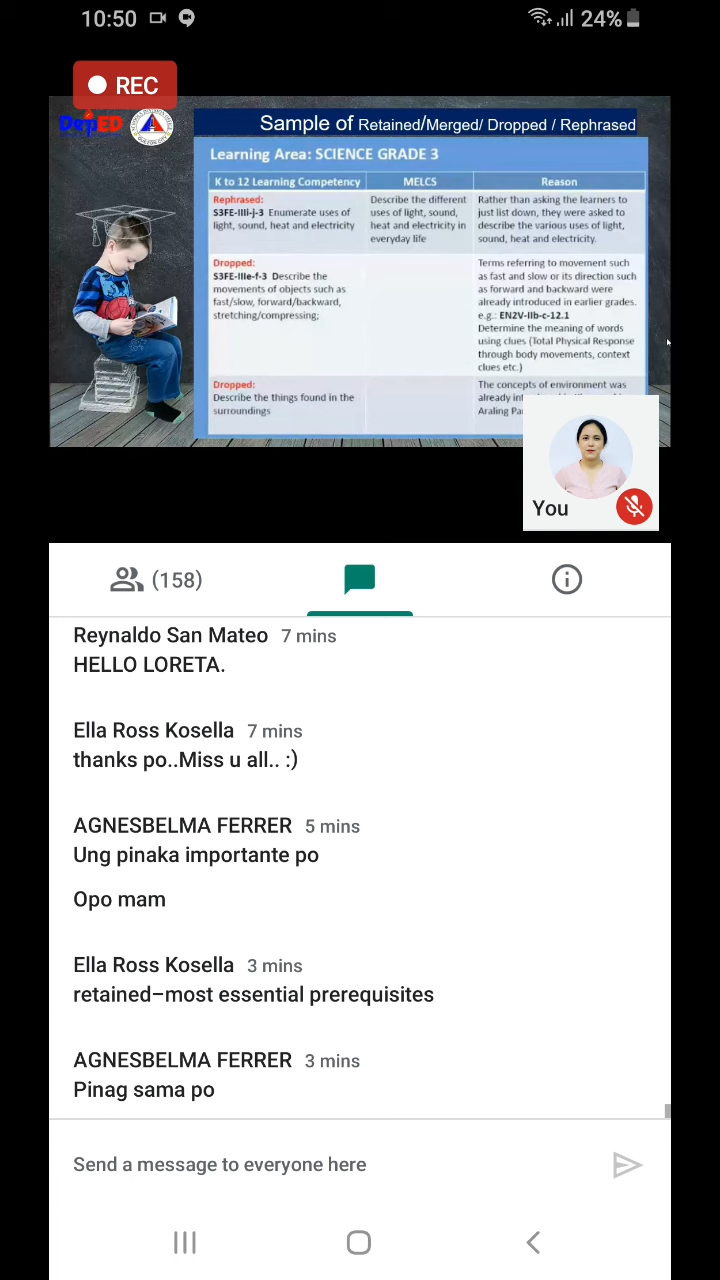 10:50
24%
REC
DepED
Sample of Retained/Merged/ Dropped / Rephrased
Learning Area: SCIENCE GRADE 3
K to 12 Learning Competency
MELCS
Reason
Rephrased:
S3FE-IIIi-j-3 Enumerate uses of
light, sound, heat and electricity
Describe the different
uses of light, sound,
heat and electricity in
everyday life
Rather than asking the learners to
just list down, they were asked to
describe the various uses of light,
sound, heat and electricity.
Dropped:
S3FE-IIIe-f-3 Describe the
movements of objects such as
fast/slow, forward/backward,
stretching/compressing;
Terms referring to movement such
as fast and slow or its direction such
as forward and backward were
already introduced in earlier grades.
e.g.: EN2V-IIb-c-12.1
Determine the meaning of words
using clues (Total Physical Response
through body movements, context
clues etc.)
Dropped:
Describe the things found in the
surroundings
The concepts of environment was
already
Araling
You
(158)
Reynaldo San Mateo 7 mins
HELLO LORETA.
Ella Ross Kosella 7 mins
thanks po..Miss u all.. :)
AGNESBELMA FERRER 5 mins
Ung pinaka importante po
Opo mam
Ella Ross Kosella 3 mins
retained–most essential prerequisites
AGNESBELMA FERRER 3 mins
Pinag sama po
Send a message to everyone here